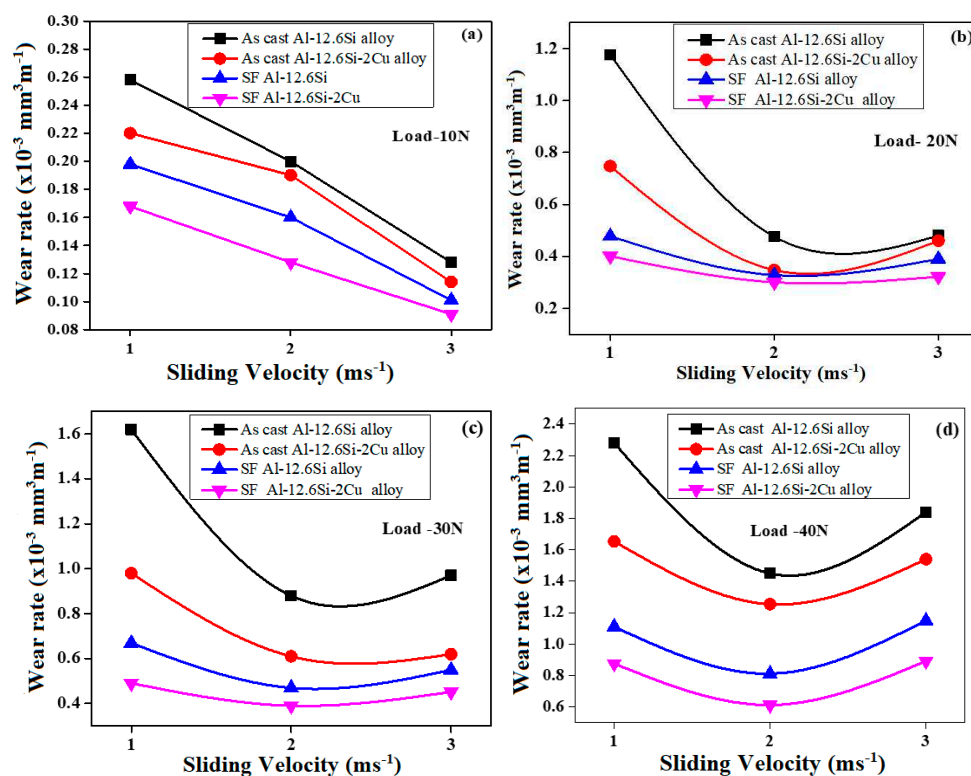 (a)
As cast Al-12.6Si alloy
As cast Al-12.6Si-2Cu alloy
SF Al-12.6Si
SF Al-12.6Si-2Cu
Load-10N
Wear rate (x10⁻³ mm³m⁻¹)
0.30
0.28
0.26
0.24
0.22
0.20
0.18
0.16
0.14
0.12
0.10
0.08
1 2 3
Sliding Velocity (ms⁻¹)
(b)
As cast Al-12.6Si alloy
As cast Al-12.6Si-2Cu alloy
SF Al-12.6Si alloy
SF Al-12.6Si-2Cu alloy
Load- 20N
Wear rate (x10⁻³ mm³m⁻¹)
1.2
0.8
0.6
0.4
0.2
1 2 3
Sliding Velocity (ms⁻¹)
(c)
As cast Al-12.6Si alloy
As cast Al-12.6Si-2Cu alloy
SF Al-12.6Si alloy
SF Al-12.6Si-2Cu alloy
Load -30N
Wear rate (x10⁻³ mm³m⁻¹)
1.6
1.4
1.2
1.0
0.8
0.6
0.4
1 2 3
Sliding Velocity (ms⁻¹)
(d)
As cast Al-12.6Si alloy
As cast Al-12.6Si-2Cu alloy
SF Al-12.6Si alloy
SF Al-12.6Si-2Cu alloy
Load -40N
Wear rate (x10⁻³ mm³m⁻¹)
2.4
2.2
2.0
1.8
1.6
1.4
1.2
1.0
0.8
0.6
1 2 3
Sliding Velocity (ms⁻¹)